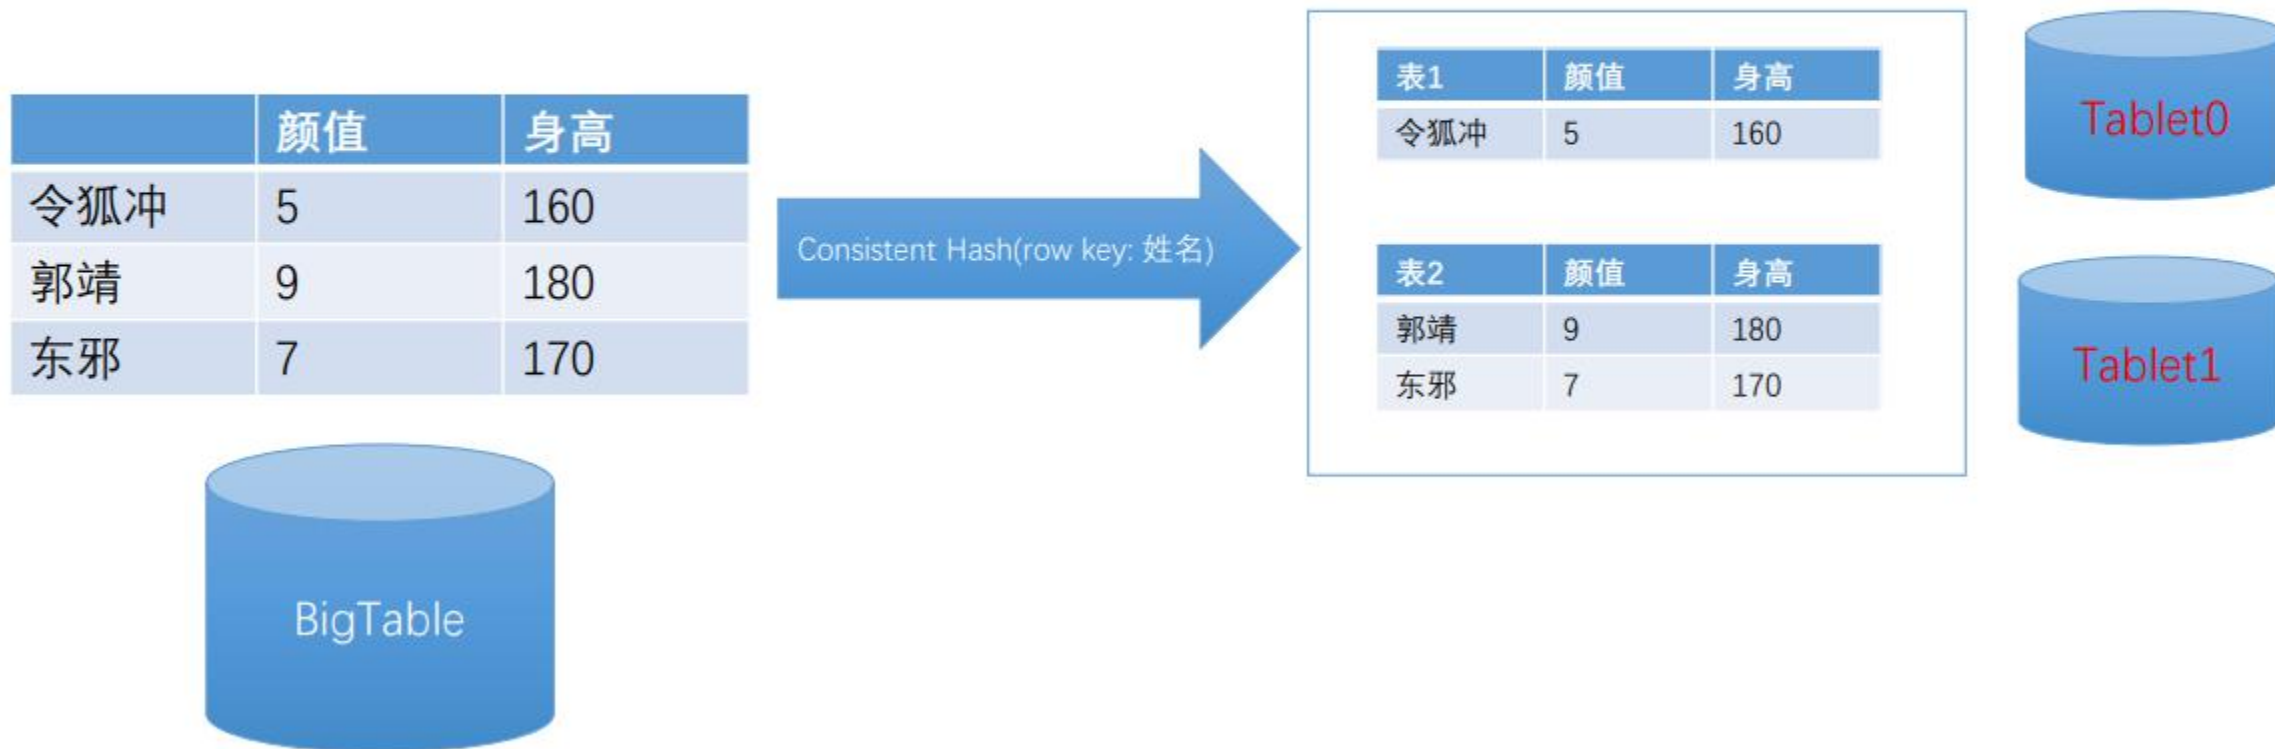 颜值 身高
令狐冲 5 160
郭靖 9 180
东邪 7 170
BigTable
Consistent Hash(row key: 姓名)
表1 颜值 身高
令狐冲 5 160
表2 颜值 身高
郭靖 9 180
东邪 7 170
Tablet0
Tablet1